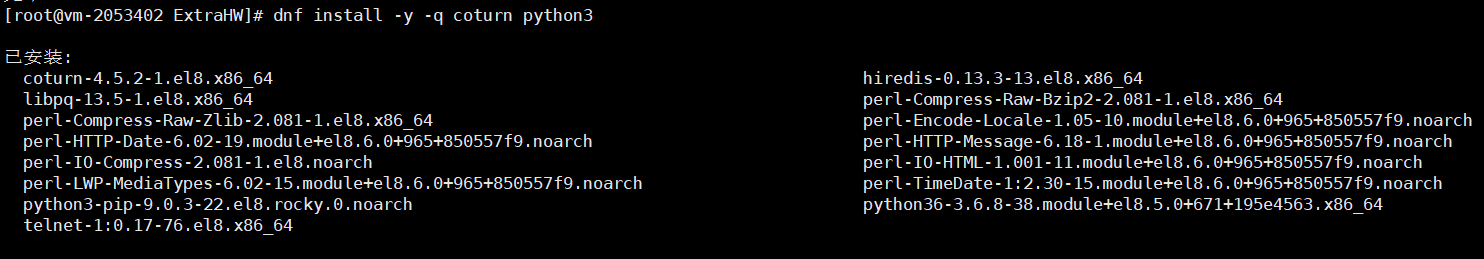 [root@vm-2053402 ExtraHW]# dnf install -y -q coturn python3
已安装:
coturn-4.5.2-1.el8.x86_64 hiredis-0.13.3-13.el8.x86_64
libpq-13.5-1.el8.x86_64 perl-Compress-Raw-Bzip2-2.081-1.el8.x86_64
perl-Compress-Raw-Zlib-2.081-1.el8.x86_64 perl-Encode-Locale-1.05-10.module+el8.6.0+965+850557f9.noarch
perl-HTTP-Date-6.02-19.module+el8.6.0+965+850557f9.noarch perl-HTTP-Message-6.18-1.module+el8.6.0+965+850557f9.noarch
perl-IO-Compress-2.081-1.el8.noarch perl-IO-HTML-1.001-11.module+el8.6.0+965+850557f9.noarch
perl-LWP-MediaTypes-6.02-15.module+el8.6.0+965+850557f9.noarch perl-TimeDate-1:2.30-15.module+el8.6.0+965+850557f9.noarch
python3-pip-9.0.3-22.el8.rocky.0.noarch python36-3.6.8-38.module+el8.5.0+671+195e4563.x86_64
telnet-1:0.17-76.el8.x86_64